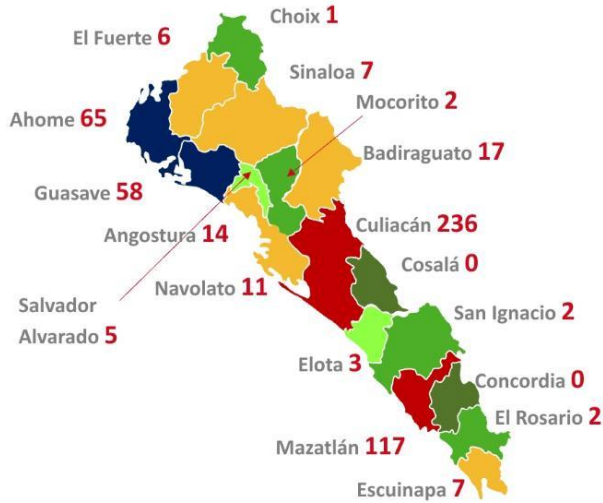 Choix 1
El Fuerte 6
Sinaloa 7
Mocorito 2
Ahome 65
Badiraguato 17
Guasave 58
Culiacán 236
Angostura 14
Cosalá 0
Navolato 11
Salvador
Alvarado 5
San Ignacio 2
Elota 3
Concordia 0
El Rosario 2
Mazatlán 117
Escuinapa 7